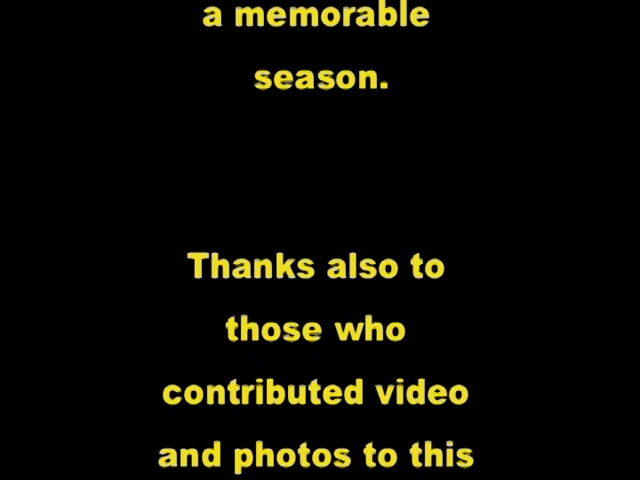 a memorable
season.
Thanks also to
those who
contributed video
and photos to this